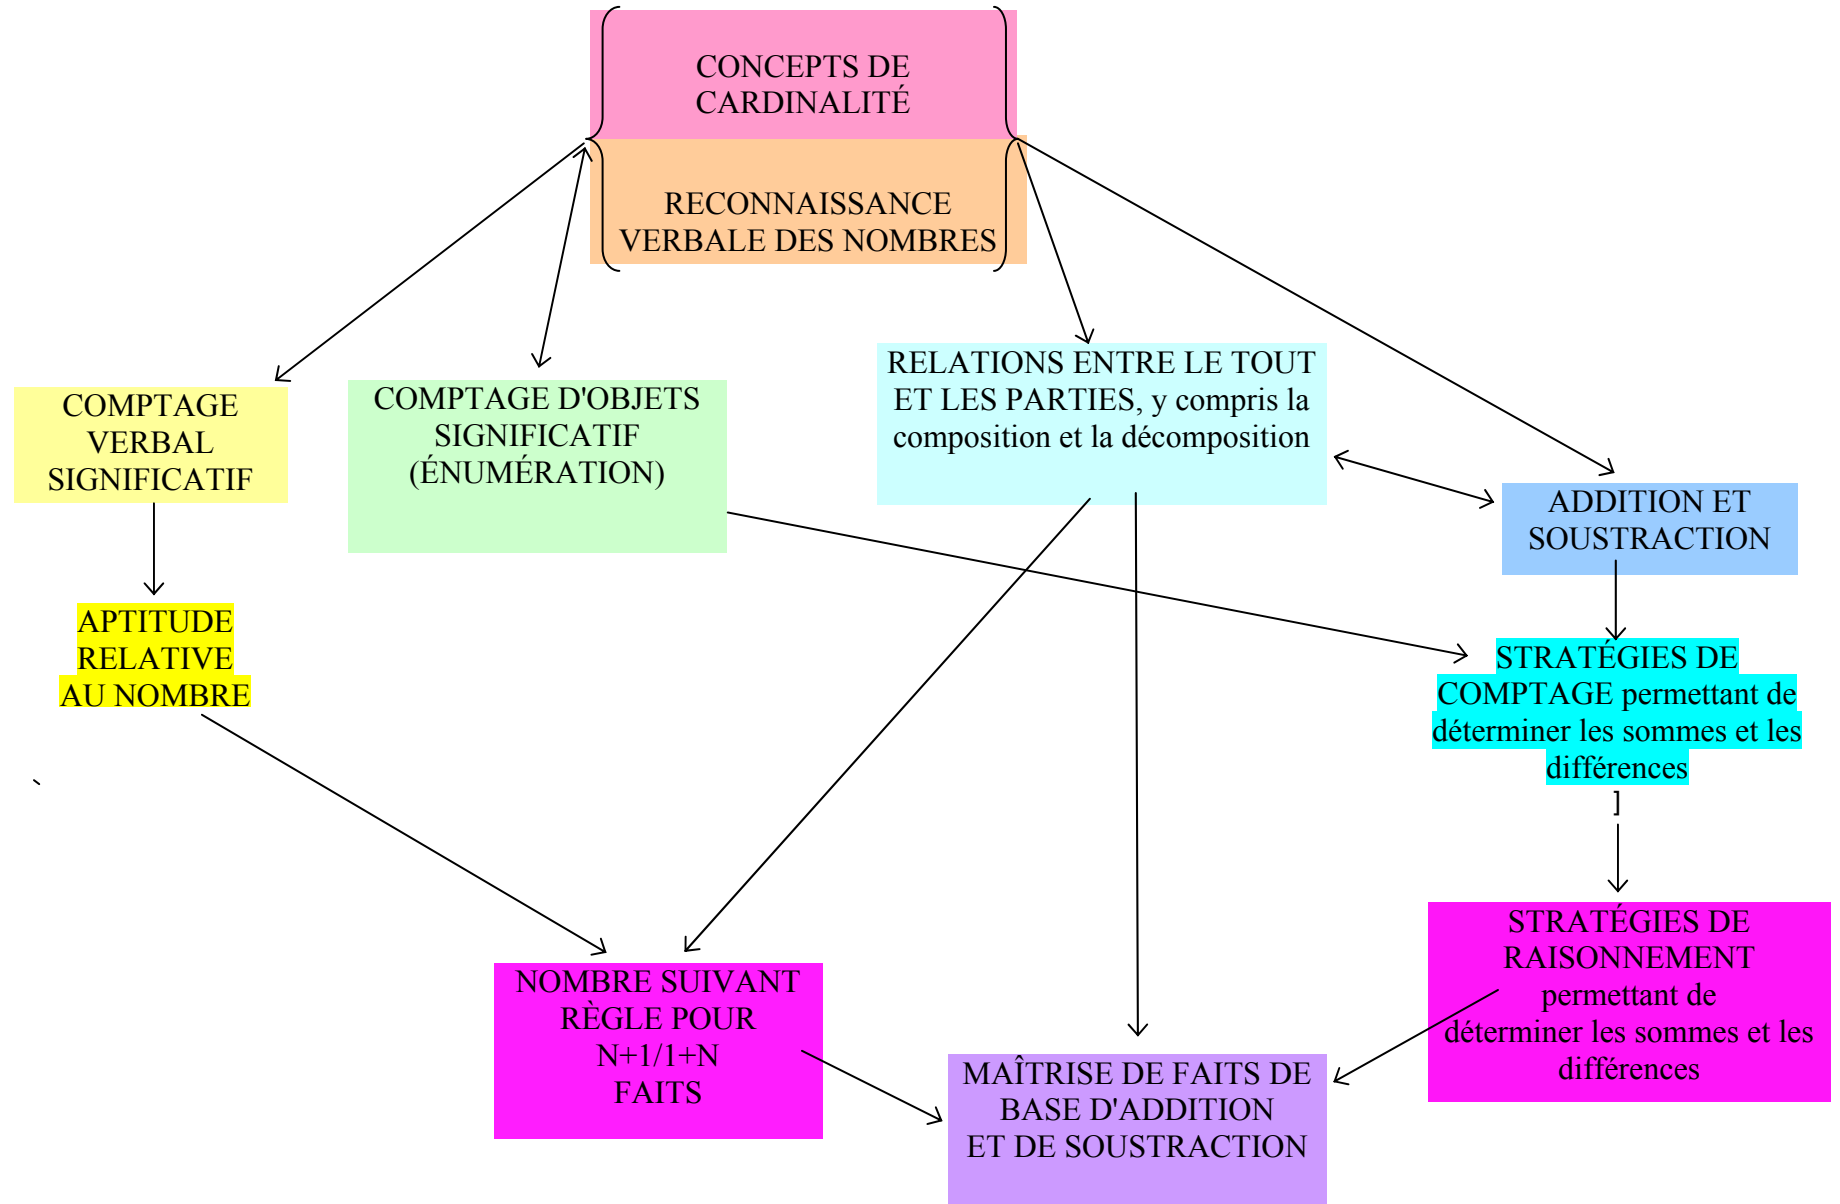 CONCEPTS DE
CARDINALITÉ
RECONNAISSANCE
VERBALE DES NOMBRES
COMPTAGE
VERBAL
SIGNIFICATIF
COMPTAGE D'OBJETS
SIGNIFICATIF
(ÉNUMÉRATION)
RELATIONS ENTRE LE TOUT
ET LES PARTIES, y compris la
composition et la décomposition
ADDITION ET
SOUSTRACTION
APTITUDE
RELATIVE
AU NOMBRE
STRATÉGIES DE
COMPTAGE permettant de
déterminer les sommes et les
différences
]
`
NOMBRE SUIVANT
RÈGLE POUR
N+1/1+N
FAITS
MAÎTRISE DE FAITS DE
BASE D'ADDITION
ET DE SOUSTRACTION
STRATÉGIES DE
RAISONNEMENT
permettant de
déterminer les sommes et les
différences